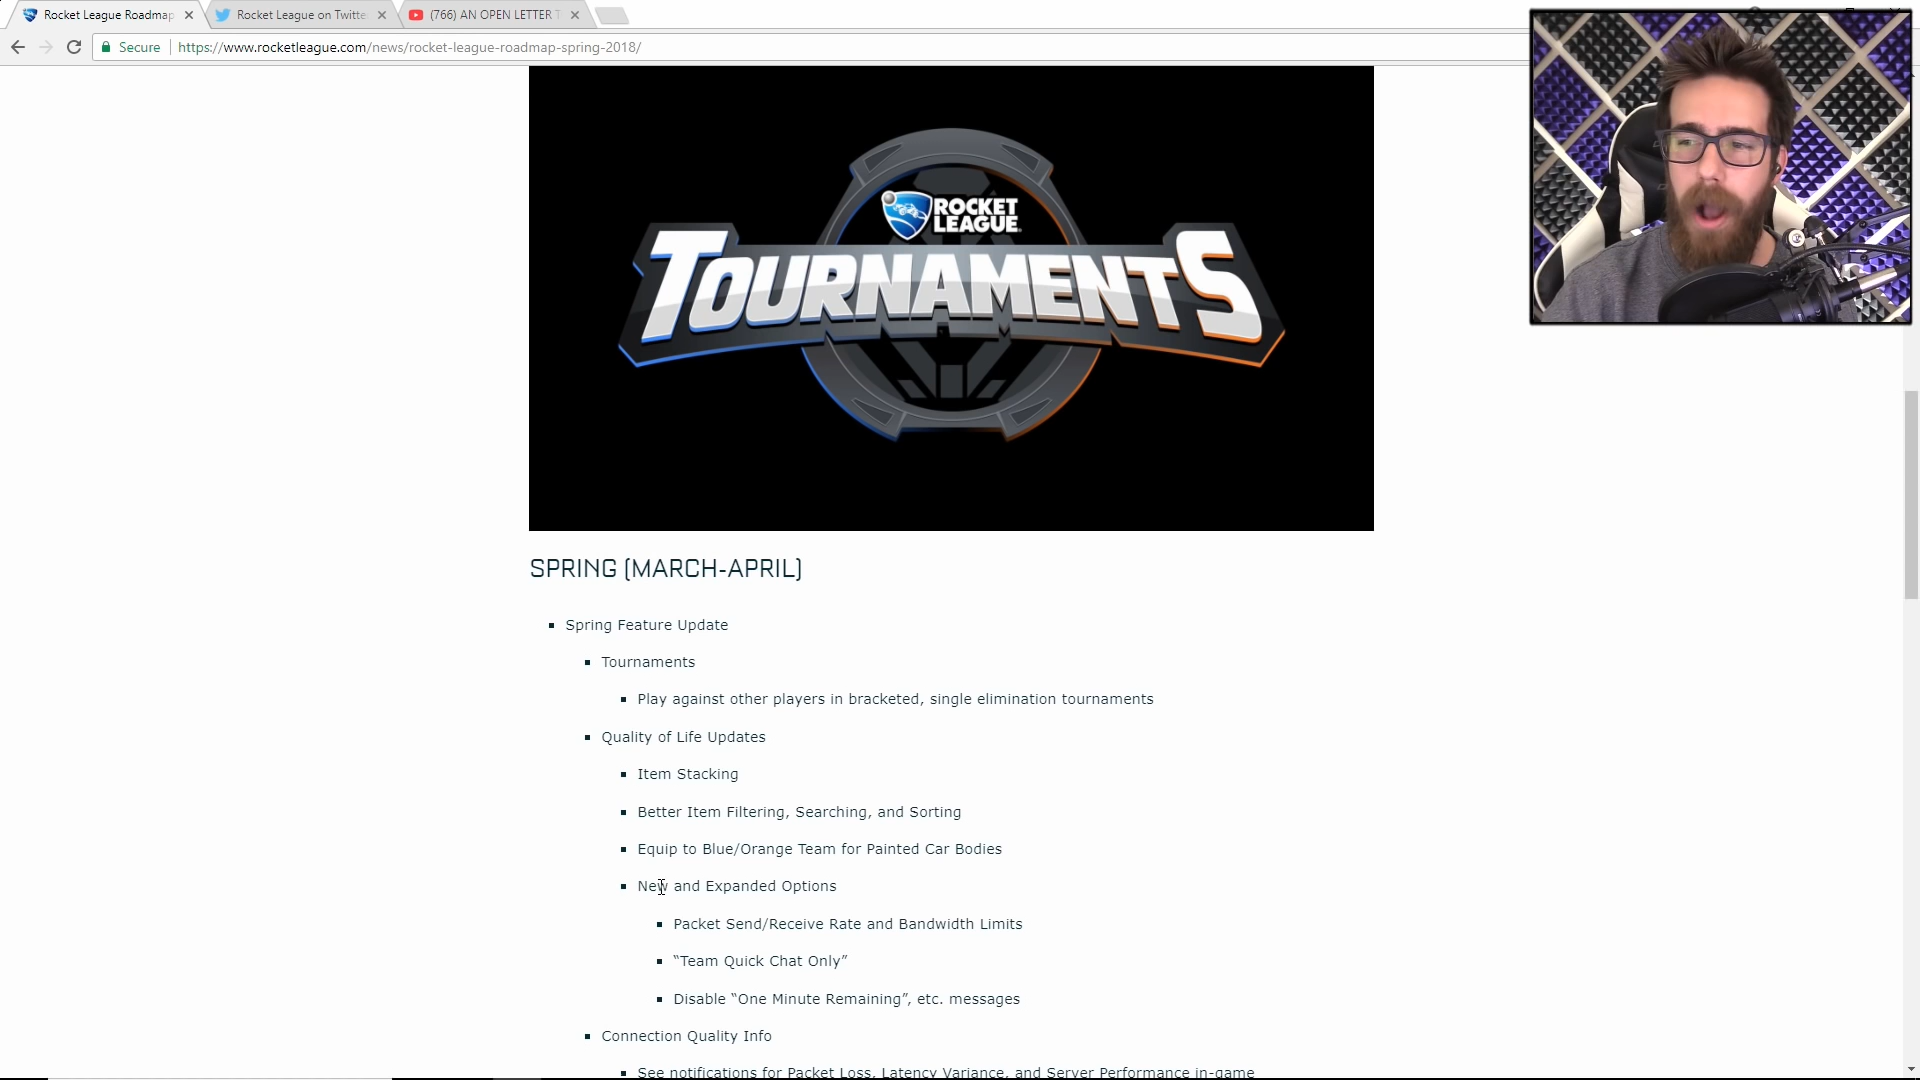 Rocket League Roadmap
Rocket League on Twitte
(766) AN OPEN LETTER T
Secure
https://www.rocketleague.com/news/rocket-league-roadmap-spring-2018/
ROCKET
LEAGUE
TOURNAMENTS
SPRING (MARCH-APRIL)
Spring Feature Update
Tournaments
Play against other players in bracketed, single elimination tournaments
Quality of Life Updates
Item Stacking
Better Item Filtering, Searching, and Sorting
Equip to Blue/Orange Team for Painted Car Bodies
New and Expanded Options
Packet Send/Receive Rate and Bandwidth Limits
“Team Quick Chat Only”
Disable “One Minute Remaining”, etc. messages
Connection Quality Info
See notifications for Packet Loss, Latency Variance, and Server Performance in-game